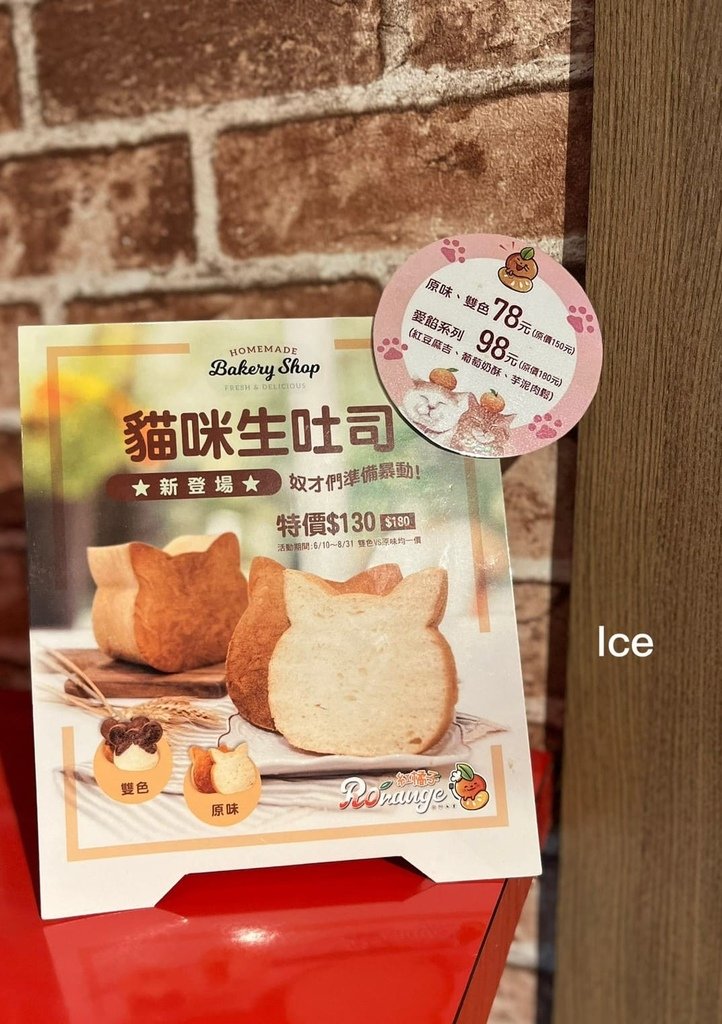 HOMEMADE
Bakery Shop
FRESH & DELICIOUS
貓咪生吐司
★新登場★ 奴才們準備暴動!
特價$130 $180
活動期間:6/10～8/31 雙色VS原味均一價
雙色
原味
紅橘子
ROrange
原味、雙色78元(原價150元)
愛餡系列 98元(原價180元)
(紅豆麻吉、葡萄奶酥、芋泥肉鬆)
Ice